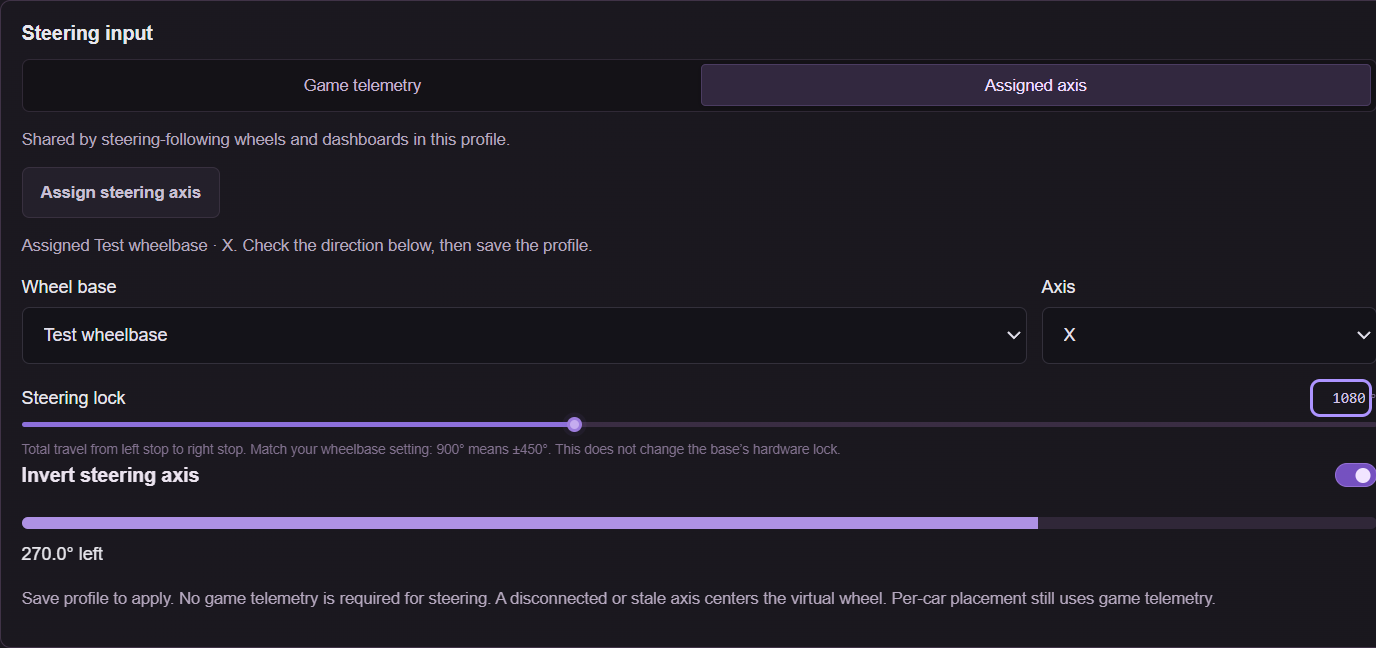 Steering input
Game telemetry
Assigned axis
Shared by steering-following wheels and dashboards in this profile.
Assign steering axis
Assigned Test wheelbase · X. Check the direction below, then save the profile.
Wheel base
Axis
Test wheelbase
X
Steering lock
1080°
Total travel from left stop to right stop. Match your wheelbase setting: 900° means ±450°. This does not change the base's hardware lock.
Invert steering axis
270.0° left
Save profile to apply. No game telemetry is required for steering. A disconnected or stale axis centers the virtual wheel. Per-car placement still uses game telemetry.